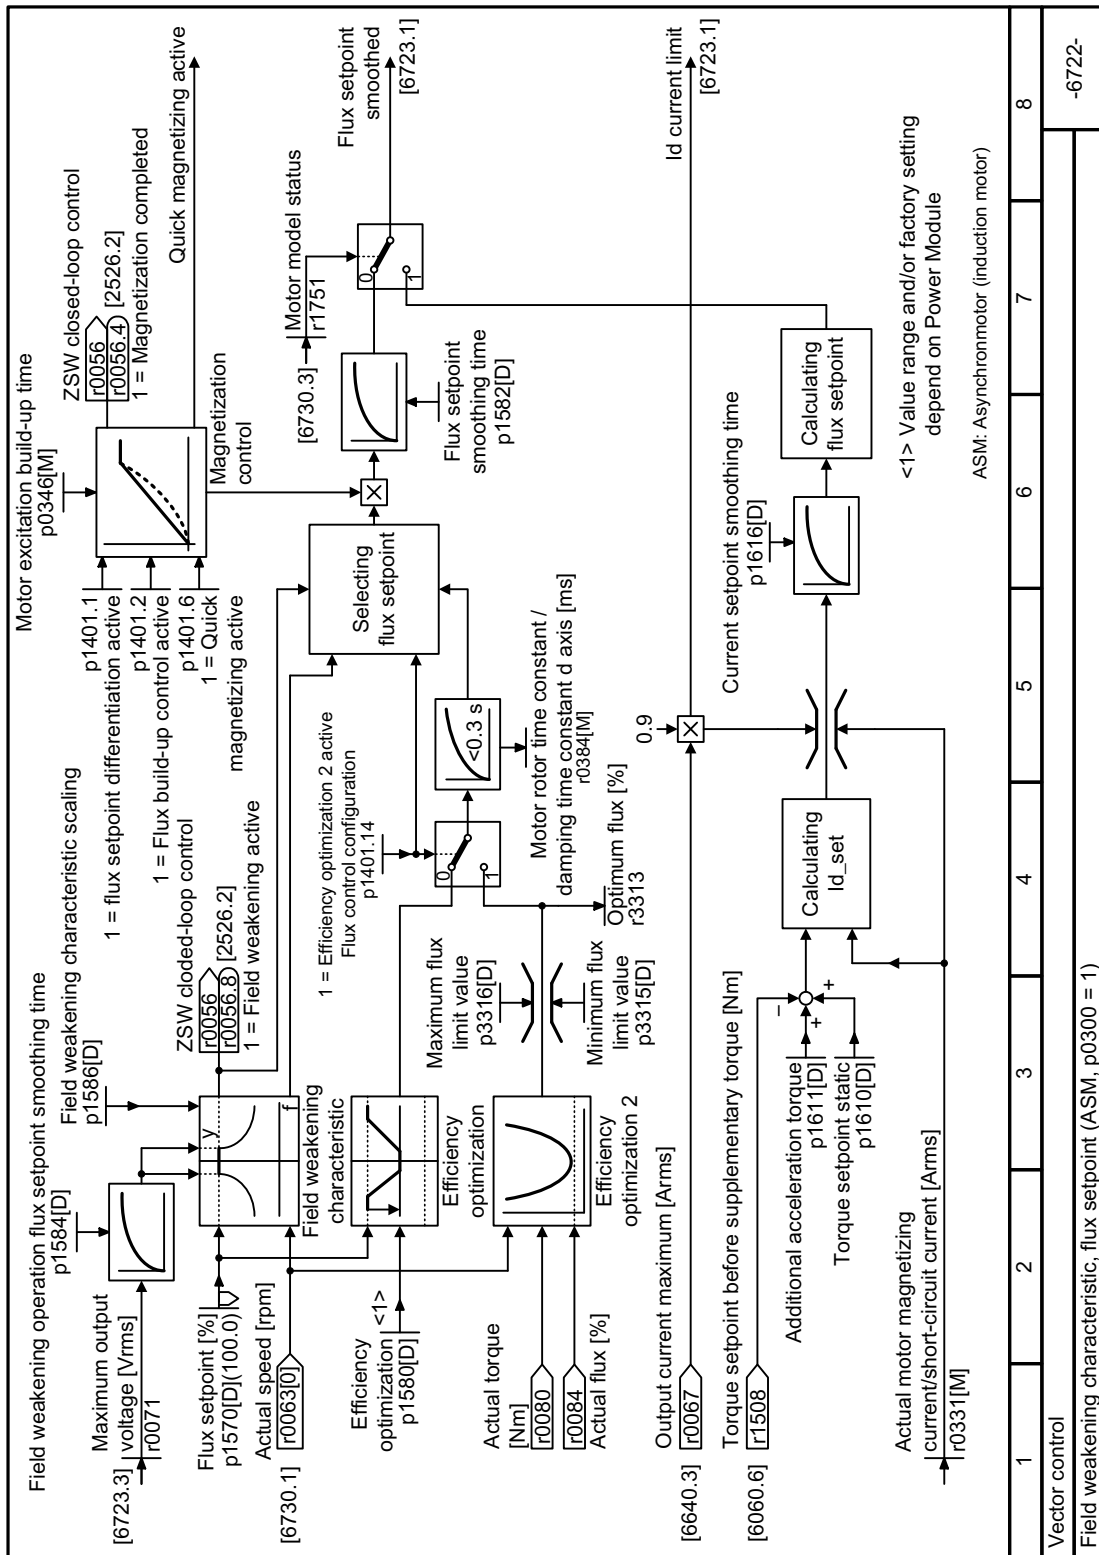 Field weakening operation flux setpoint smoothing time
p1584[D]
Field weakening characteristic scaling
p1586[D]
Motor excitation build-up time
p0346[M]
[6723.3]
Maximum output
voltage [Vrms]
r0071
Flux setpoint [%]
p1570[D](100.0)
Actual speed [rpm]
r0063[0]
[6730.1]
y
f
Field weakening
characteristic
ZSW cloded-loop control
r0056
r0056.8
[2526.2]
1 = Field weakening active
p1401.1
1 = flux setpoint differentiation active
p1401.2
1 = Flux build-up control active
p1401.6
1 = Quick
magnetizing active
ZSW closed-loop control
r0056
r0056.4
[2526.2]
1 = Magnetization completed
Quick magnetizing active
Magnetization
control
Efficiency
optimization
p1580[D]
<1>
Efficiency
optimization
1 = Efficiency optimization 2 active
Flux control configuration
p1401.14
0
1
<0.3 s
Motor rotor time constant /
damping time constant d axis [ms]
r0384[M]
Selecting
flux setpoint
X
[6730.3]
Motor model status
r1751
Flux setpoint
smoothing time
p1582[D]
0
1
Flux setpoint
smoothed
[6723.1]
Actual torque
[Nm]
r0080
r0084
Actual flux [%]
Efficiency
optimization 2
Maximum flux
limit value
p3316[D]
Minimum flux
limit value
p3315[D]
Optimum flux [%]
r3313
Output current maximum [Arms]
[6640.3]
r0067
0.9
X
Id current limit
[6723.1]
Torque setpoint before supplementary torque [Nm]
[6060.6]
r1508
Additional acceleration torque
p1611[D]
Torque setpoint static
p1610[D]
–
+
+
Calculating
Id_set
Current setpoint smoothing time
p1616[D]
Calculating
flux setpoint
Actual motor magnetizing
current/short-circuit current [Arms]
r0331[M]
<1> Value range and/or factory setting
depend on Power Module
ASM: Asynchronmotor (induction motor)
1
2
3
4
5
6
7
8
Vector control
Field weakening characteristic, flux setpoint (ASM, p0300 = 1)
-6722-